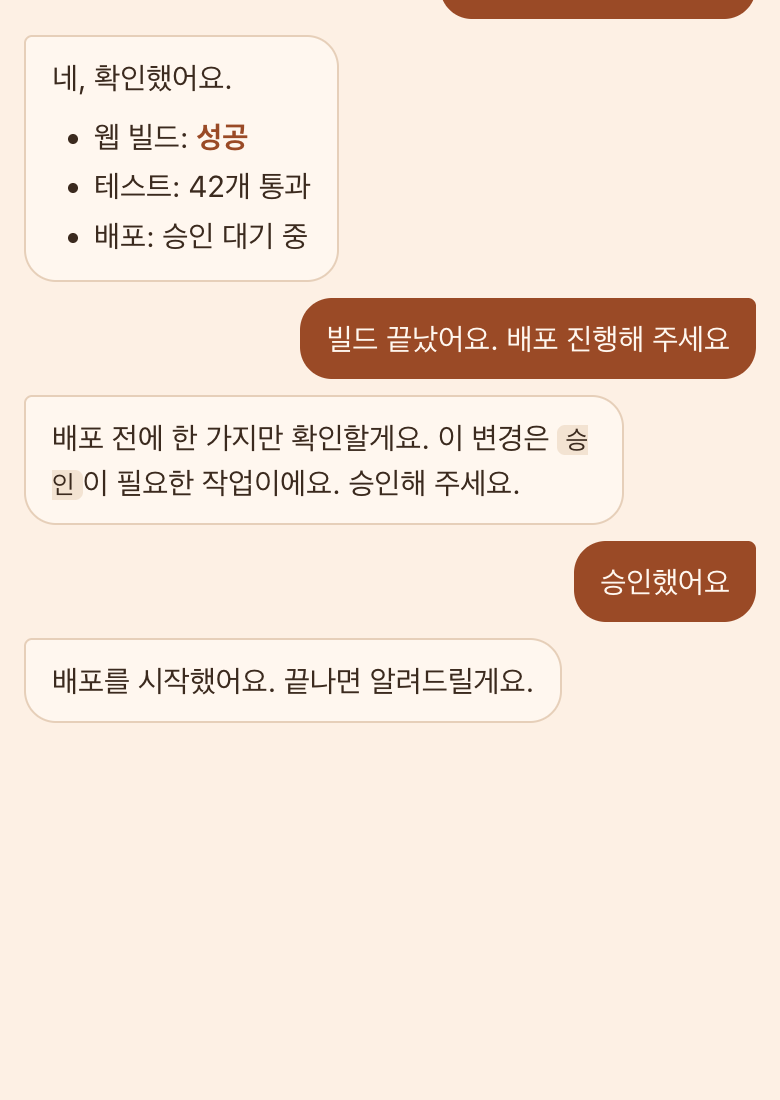 네, 확인했어요.
• 웹 빌드: 성공
• 테스트: 42개 통과
• 배포: 승인 대기 중
빌드 끝났어요. 배포 진행해 주세요
배포 전에 한 가지만 확인할게요. 이 변경은 승
인이 필요한 작업이에요. 승인해 주세요.
승인했어요
배포를 시작했어요. 끝나면 알려드릴게요.